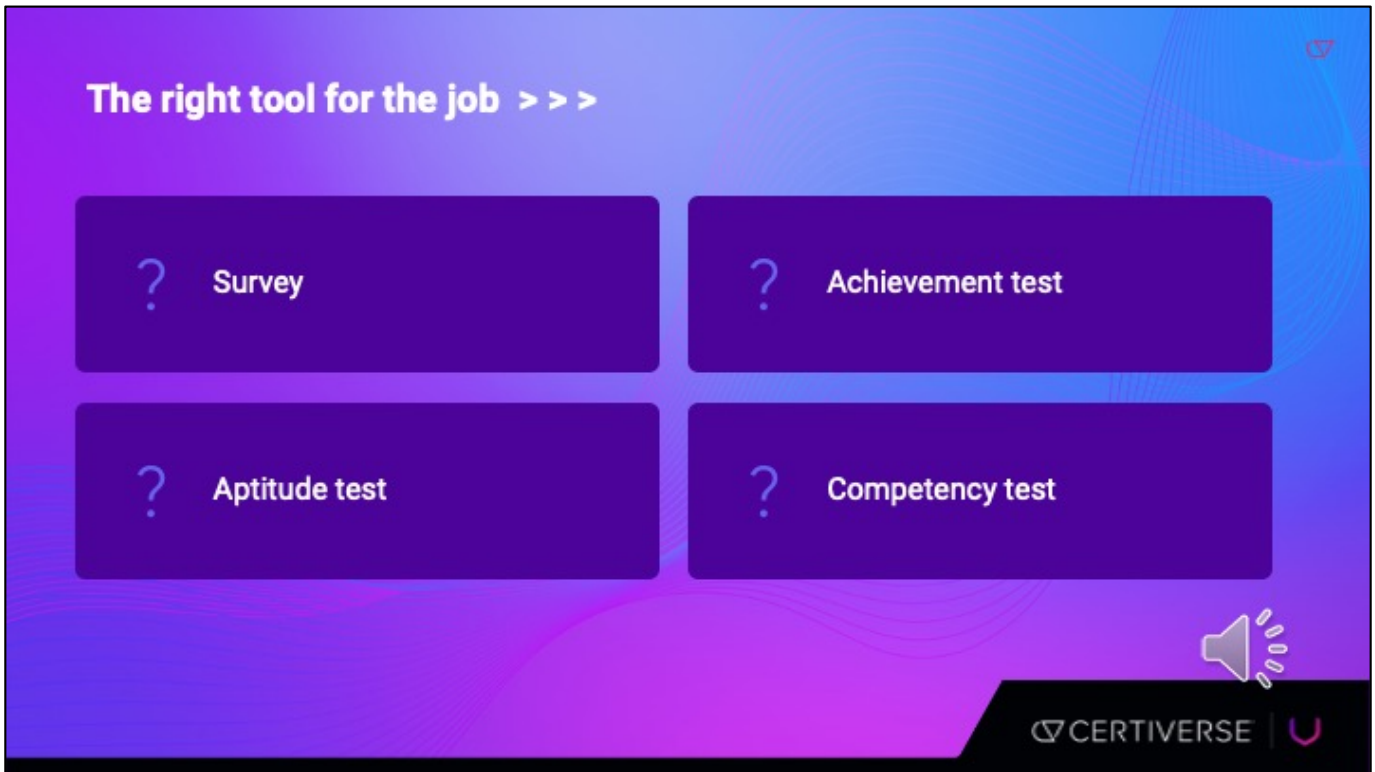 The right tool for the job > > >
? Survey
? Achievement test
? Aptitude test
? Competency test
CERTIVERSE